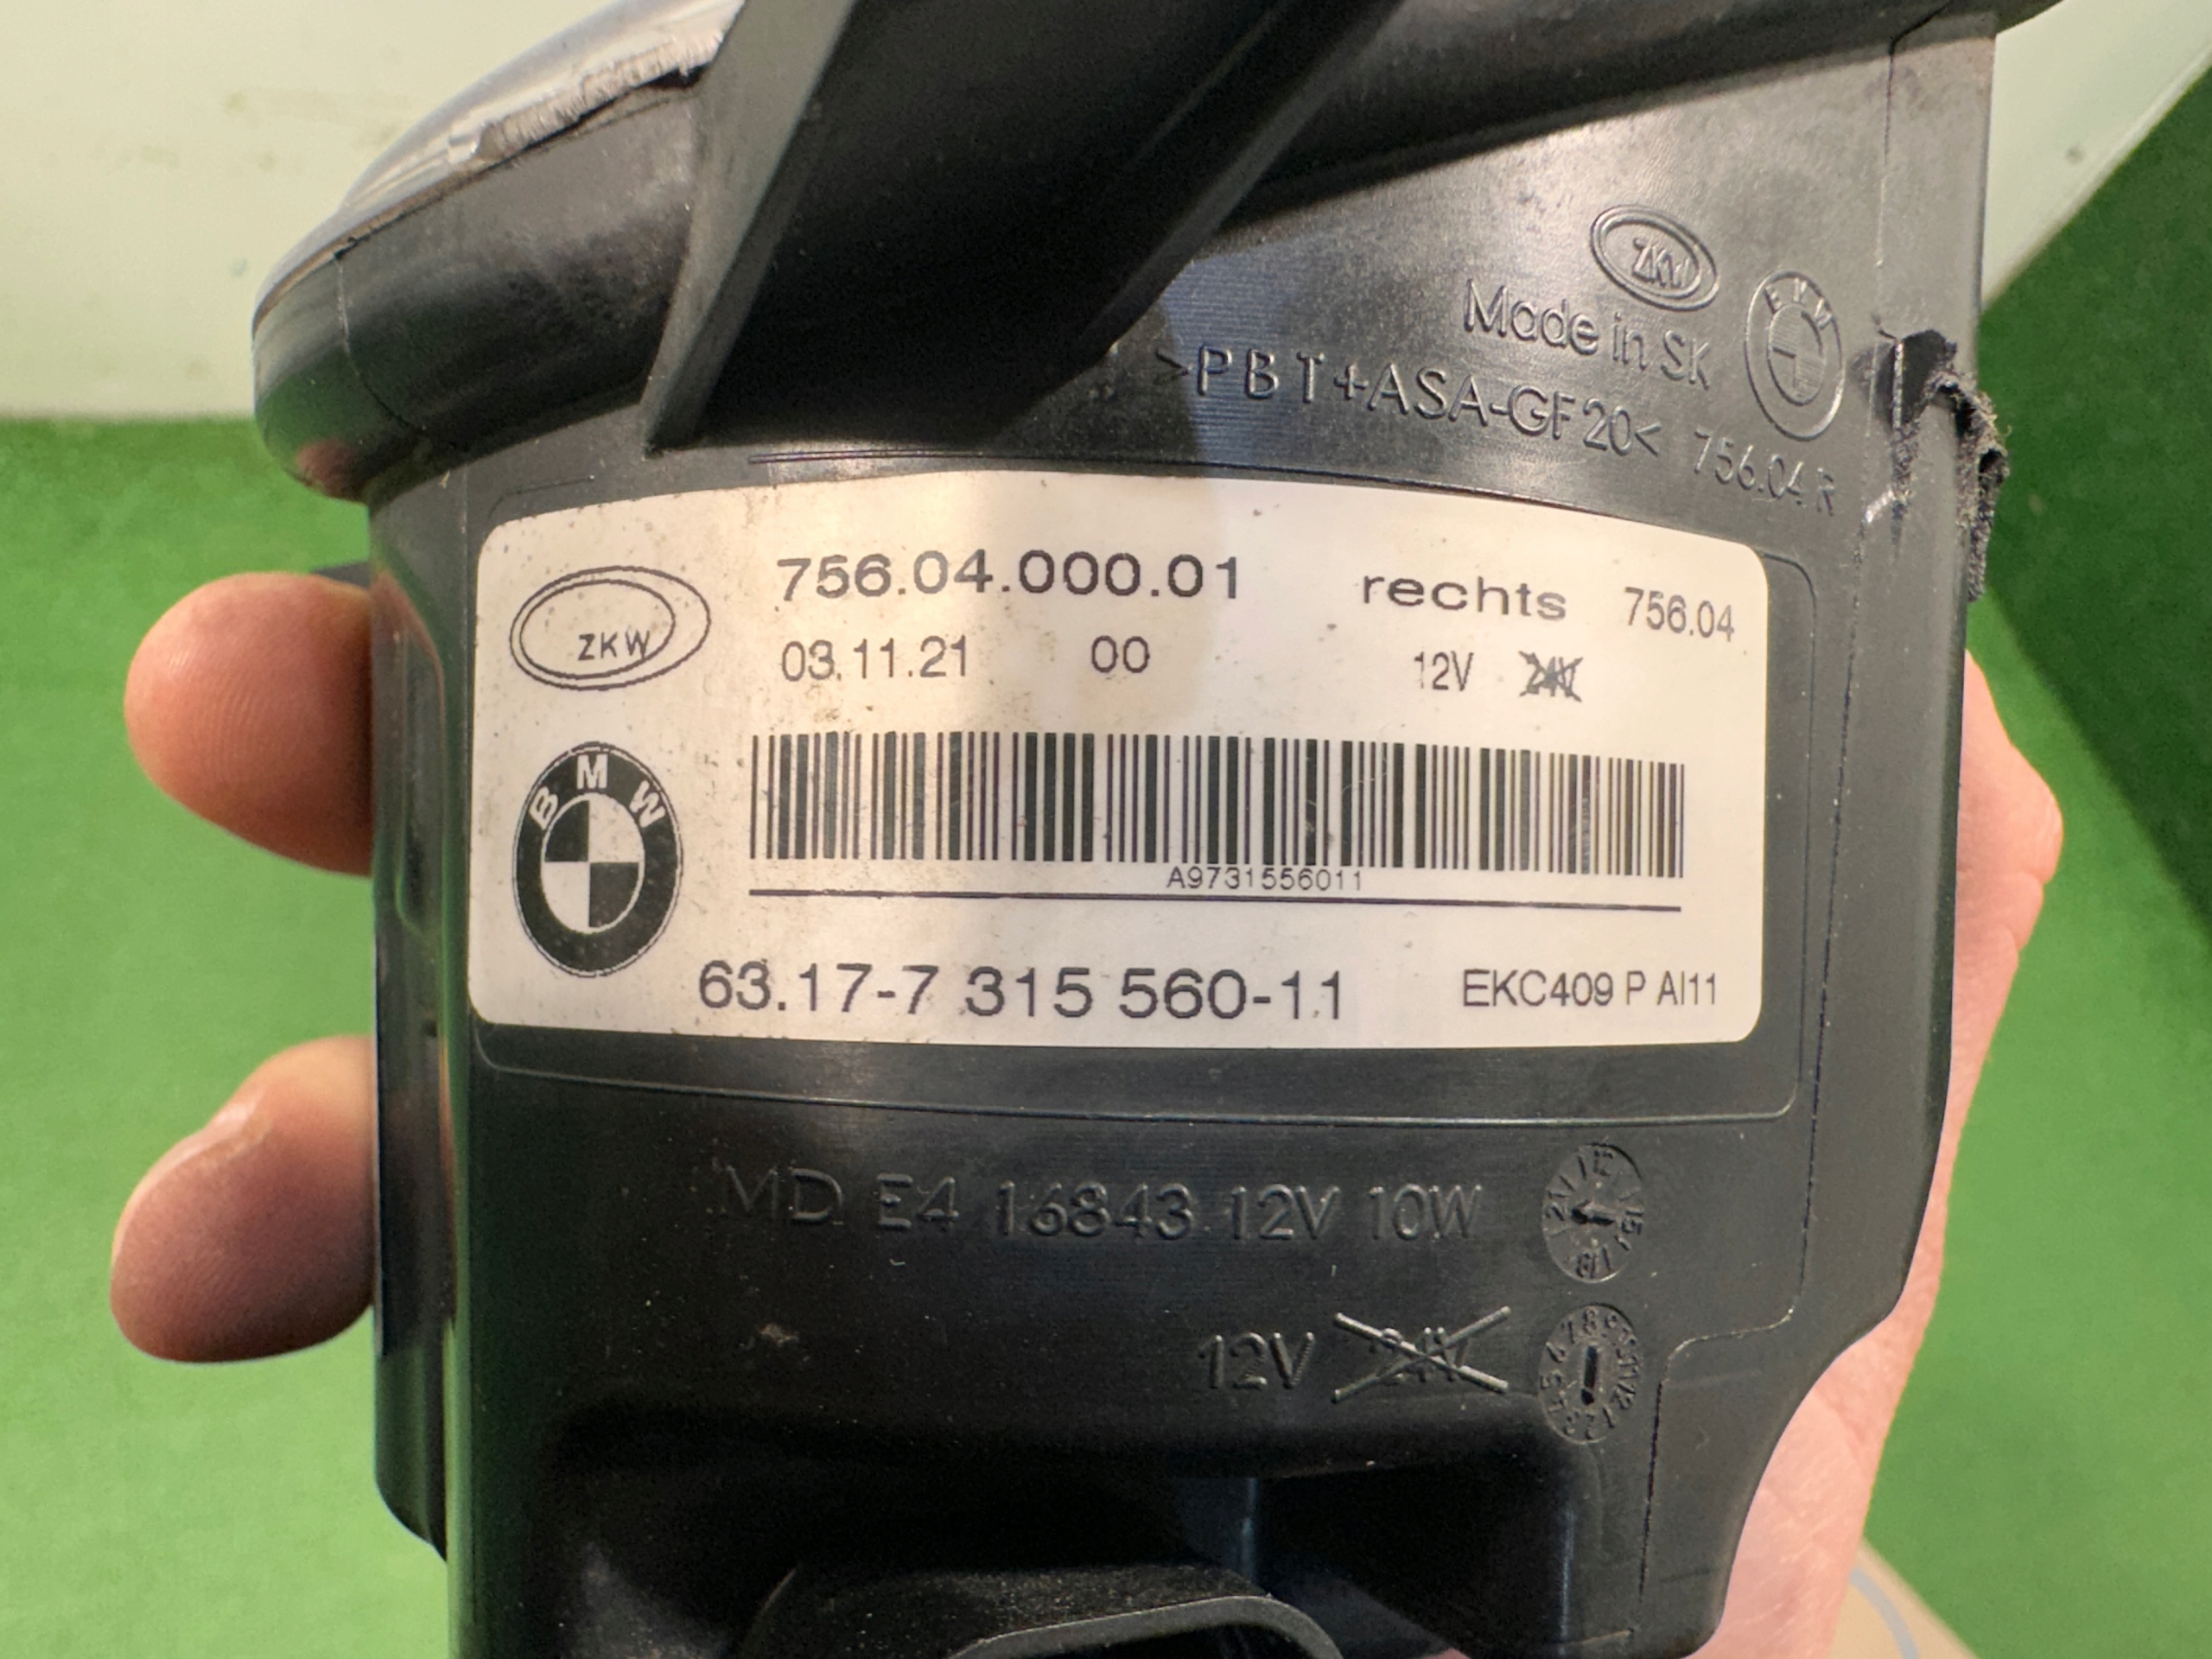 ZKW
Made in SK
BMW
>PBT+ASA-GF20< 756.04 R
ZKW
756.04.000.01 rechts 756.04
03.11.21 00 12V 24V
BMW
A9731556011
63.17-7 315 560-11 EKC409 P AI11
MD E4 16843 12V 10W
12V 24V